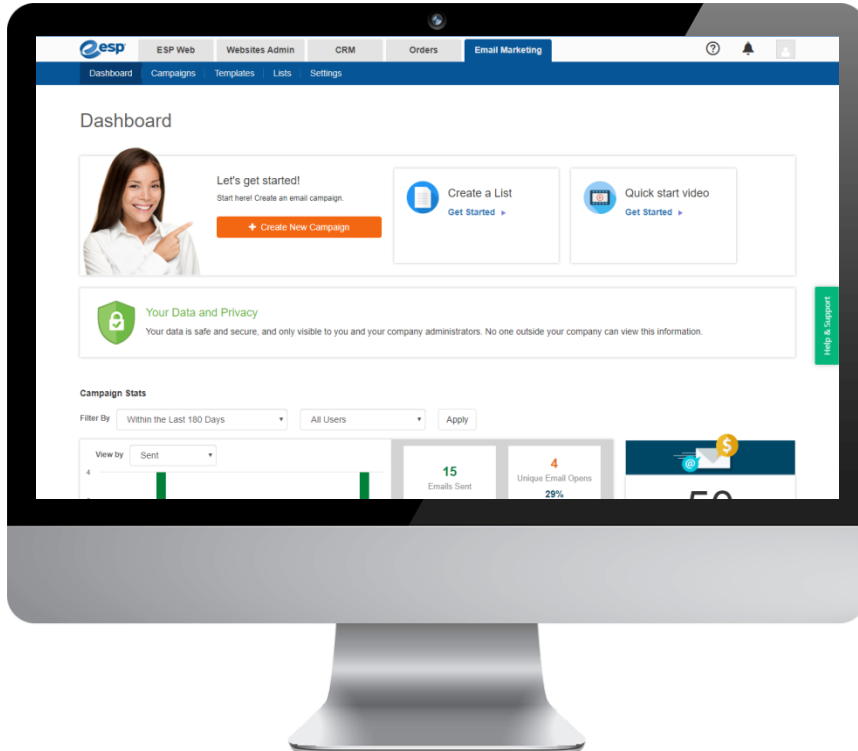 esp
ESP Web
Websites Admin
CRM
Orders
Email Marketing
?
Dashboard
Campaigns
Templates
Lists
Settings
Dashboard
Let's get started!
Start here! Create an email campaign.
+ Create New Campaign
Create a List
Get Started
Quick start video
Get Started
Your Data and Privacy
Your data is safe and secure, and only visible to you and your company administrators. No one outside your company can view this information.
Help & Support
Campaign Stats
Filter By
Within the Last 180 Days
All Users
Apply
View by
Sent
4
15
Emails Sent
4
Unique Email Opens
29%
@
$